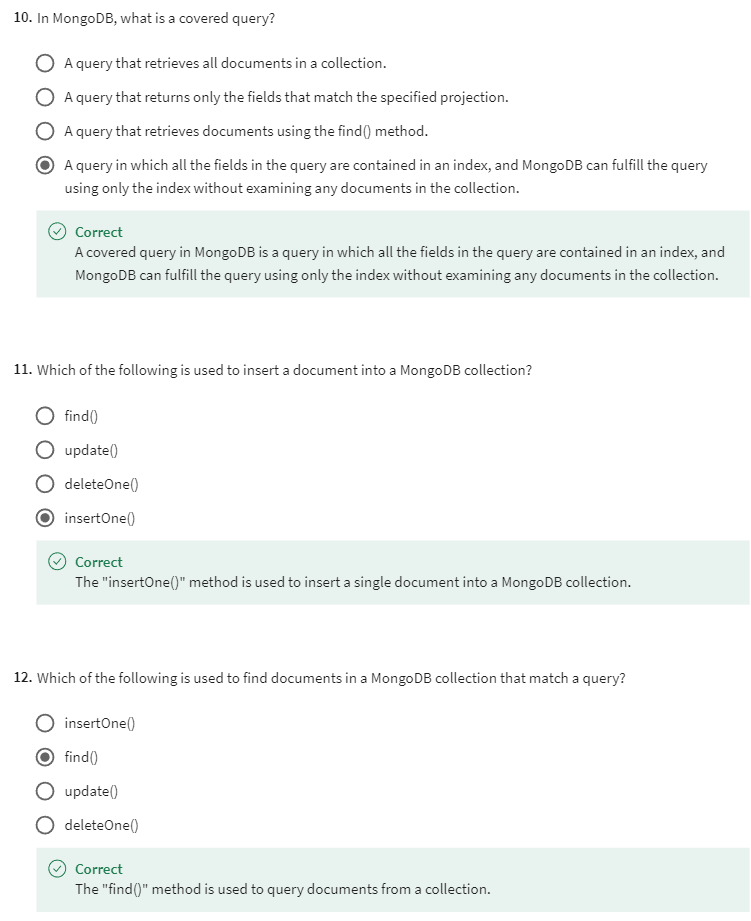 10. In MongoDB, what is a covered query?
A query that retrieves all documents in a collection.
A query that returns only the fields that match the specified projection.
A query that retrieves documents using the find() method.
A query in which all the fields in the query are contained in an index, and MongoDB can fulfill the query
using only the index without examining any documents in the collection.
Correct
A covered query in MongoDB is a query in which all the fields in the query are contained in an index, and
MongoDB can fulfill the query using only the index without examining any documents in the collection.
11. Which of the following is used to insert a document into a MongoDB collection?
find()
update()
deleteOne()
insertOne()
Correct
The "insertOne()" method is used to insert a single document into a MongoDB collection.
12. Which of the following is used to find documents in a MongoDB collection that match a query?
insertOne()
find()
update()
deleteOne()
Correct
The "find()" method is used to query documents from a collection.